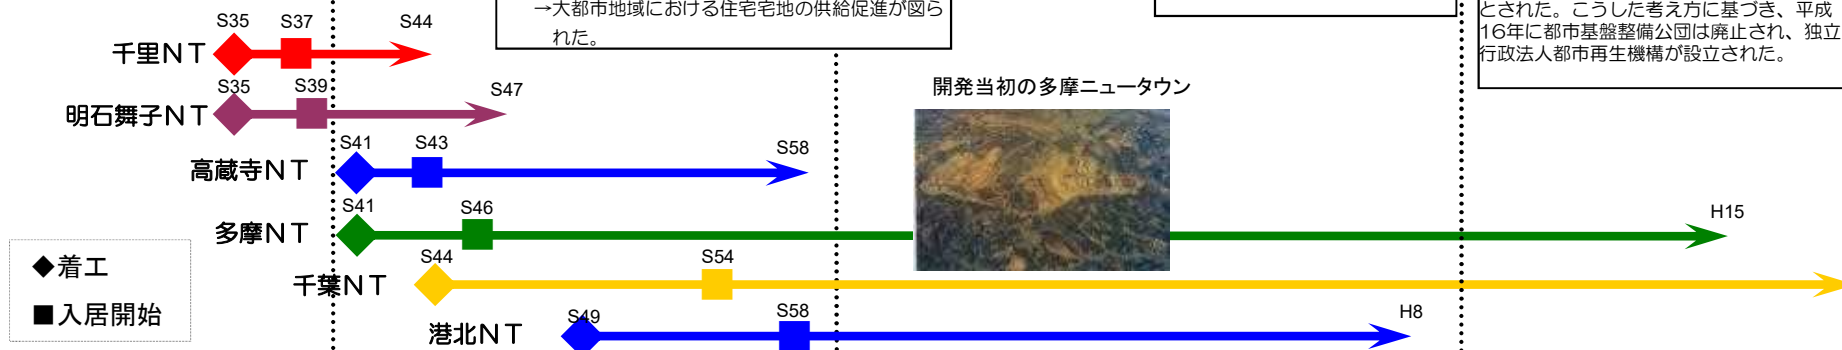 →大都市地域における住宅宅地の供給促進が図ら
れた。
とされた。こうした考え方に基づき、平成
16年に都市基盤整備公団は廃止され、独立
行政法人都市再生機構が設立された。
S35 S37 S44
千里NT
S35 S39 S47
明石舞子NT
開発当初の多摩ニュータウン
S41 S43 S58
高蔵寺NT
S41 S46 H15
多摩NT
S44 S54
千葉NT
S49 S58 H8
港北NT
◆着工
■入居開始